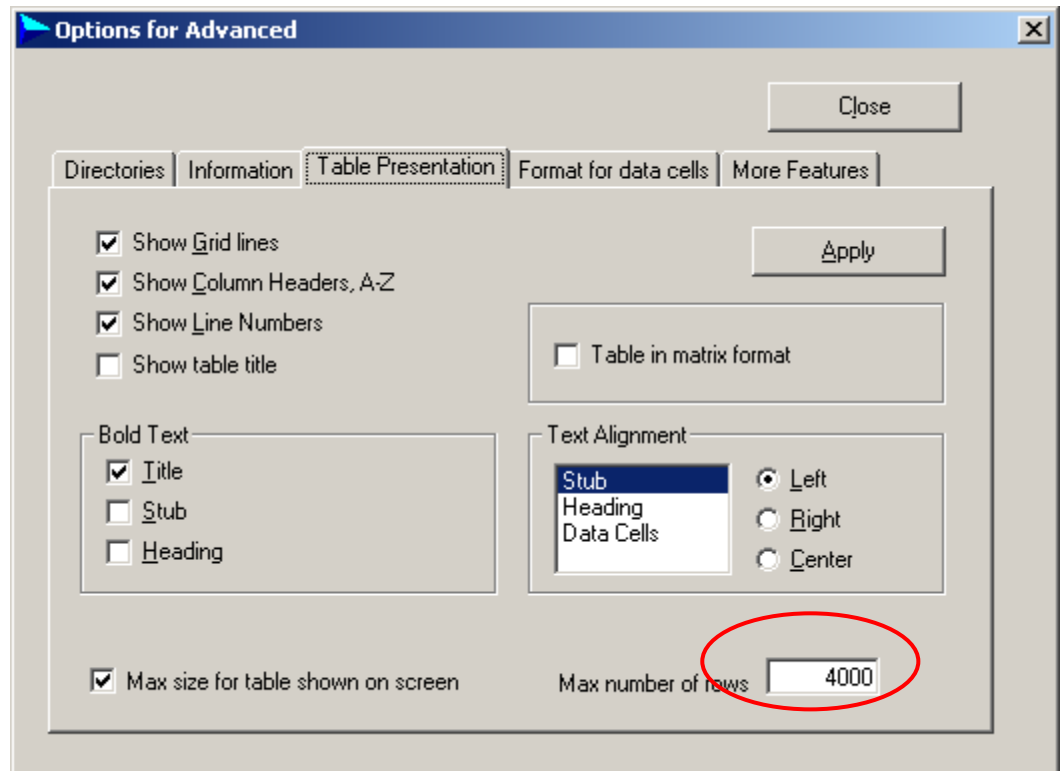 Options for Advanced
Close
Directories Information Table Presentation Format for data cells More Features
Show Grid lines
Apply
Show Column Headers, A-Z
Show Line Numbers
Table in matrix format
Show table title
Bold Text
Text Alignment
Title
Stub
Left
Stub
Heading
Right
Data Cells
Heading
Center
Max size for table shown on screen
Max number of rows 4000